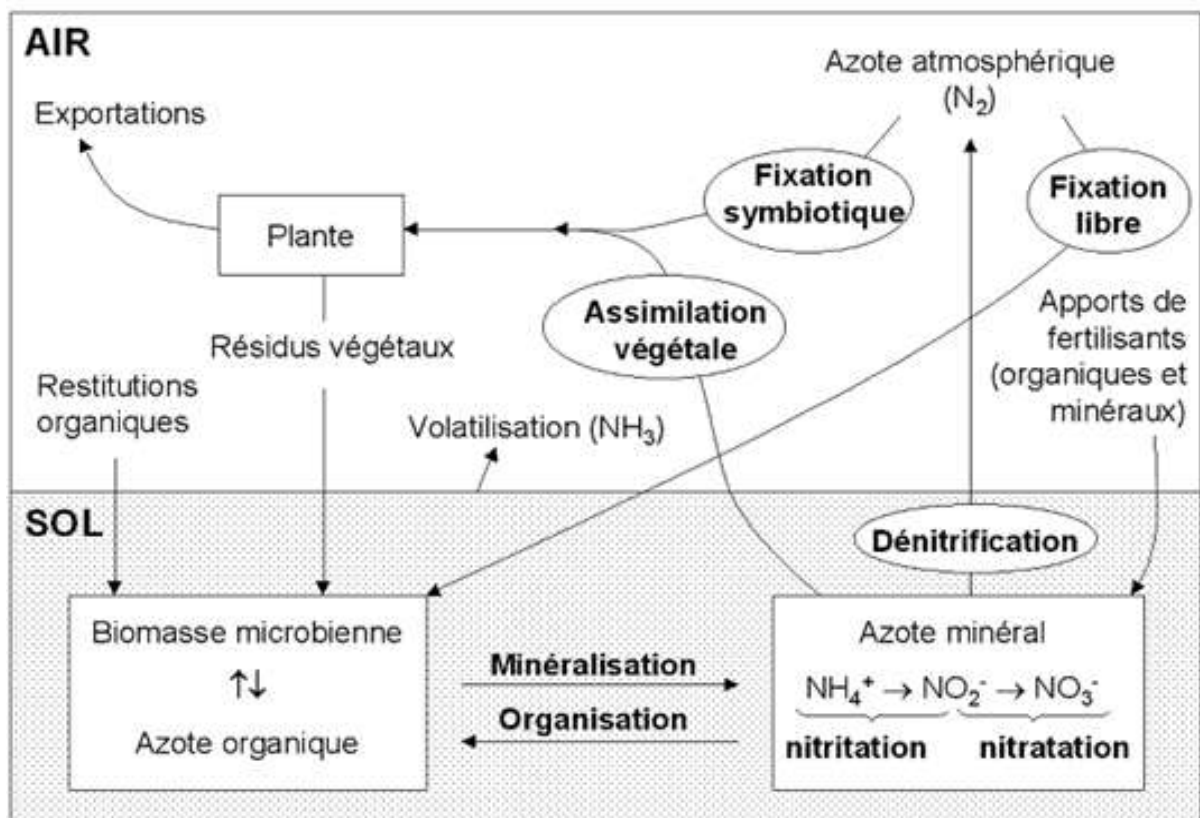 AIR
Azote atmosphérique
(N₂)
Exportations
Fixation
symbiotique
Fixation
libre
Plante
Assimilation
végétale
Apports de
fertilisants
(organiques et
minéraux)
Résidus végétaux
Restitutions
organiques
Volatilisation (NH₃)
SOL
Dénitrification
Biomasse microbienne
↑↓
Azote organique
Minéralisation
Organisation
Azote minéral
NH₄⁺ → NO₂⁻ → NO₃⁻
nitritation nitratation